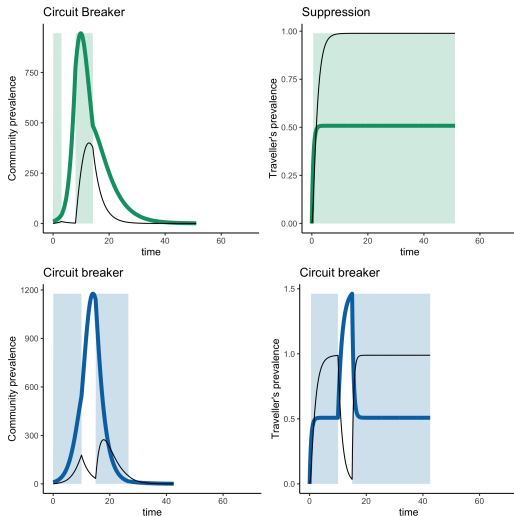 Circuit Breaker
Community prevalence
750
500
250
0
0 20 40 60
time
Suppression
Traveller's prevalence
1.00
0.75
0.50
0.25
0.00
0 20 40 60
time
Circuit breaker
Community prevalence
1200
900
600
300
0
0 20 40 60
time
Circuit breaker
Traveller's prevalence
1.5
1.0
0.5
0.0
0 20 40 60
time